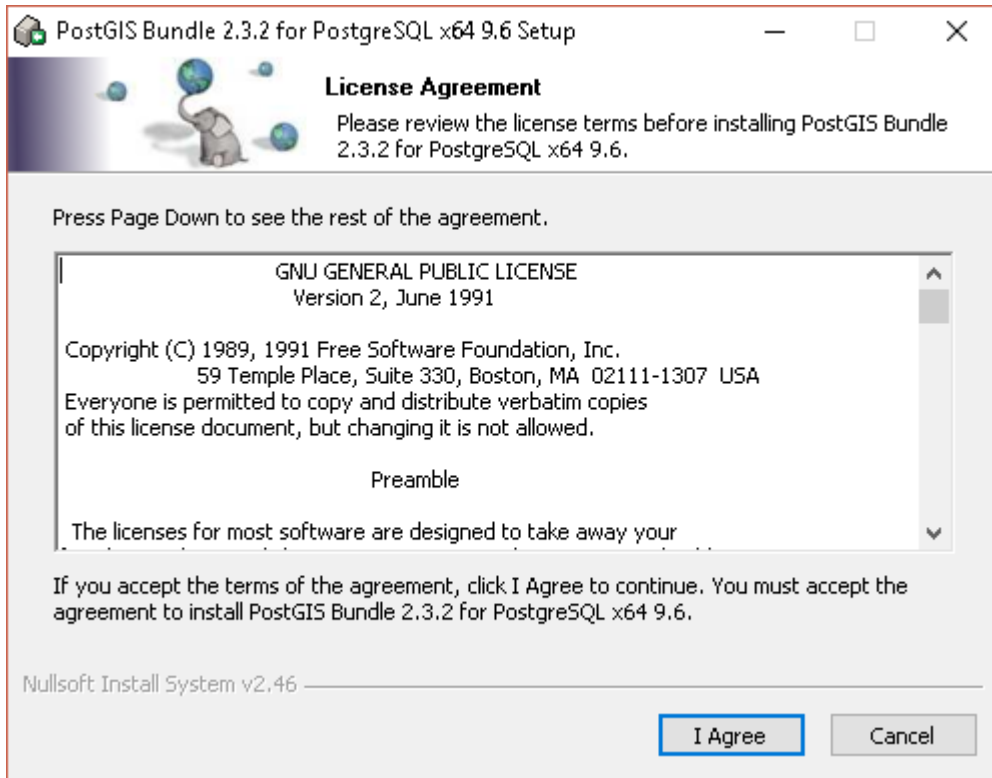 PostGIS Bundle 2.3.2 for PostgreSQL x64 9.6 Setup
License Agreement
Please review the license terms before installing PostGIS Bundle
2.3.2 for PostgreSQL x64 9.6.
Press Page Down to see the rest of the agreement.
GNU GENERAL PUBLIC LICENSE
Version 2, June 1991
Copyright (C) 1989, 1991 Free Software Foundation, Inc.
59 Temple Place, Suite 330, Boston, MA 02111-1307 USA
Everyone is permitted to copy and distribute verbatim copies
of this license document, but changing it is not allowed.
Preamble
The licenses for most software are designed to take away your
If you accept the terms of the agreement, click I Agree to continue. You must accept the
agreement to install PostGIS Bundle 2.3.2 for PostgreSQL x64 9.6.
Nullsoft Install System v2.46
I Agree
Cancel